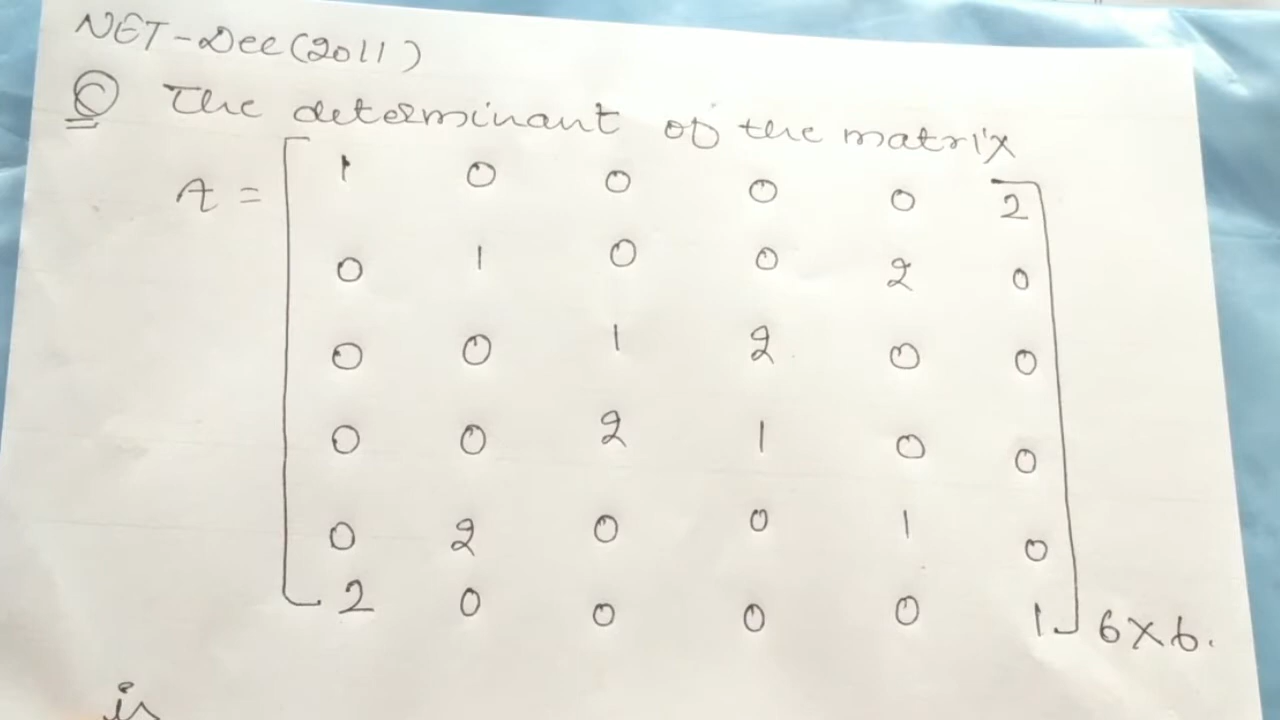 NET-Dec(2011)
Q The determinant of the matrix
A = [1 0 0 0 0 2
0 1 0 0 2 0
0 0 1 2 0 0
0 0 2 1 0 0
0 2 0 0 1 0
2 0 0 0 0 1] 6×6.
is